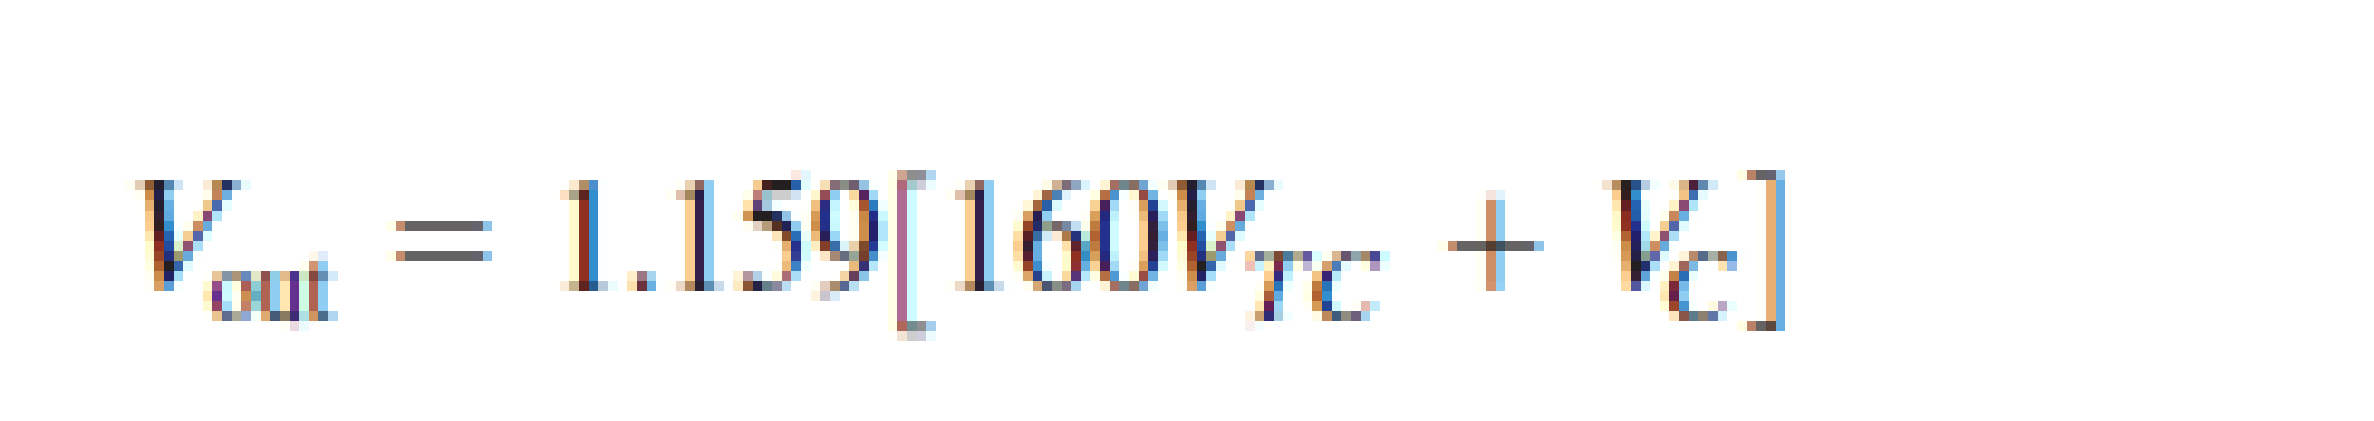 V_out = 1.159[160V_TC + V_C]